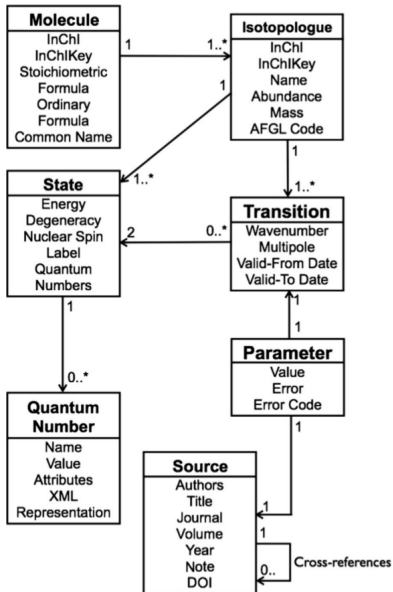 Molecule
InChI
InChIKey
Stoichiometric
Formula
Ordinary
Formula
Common Name
1
1..*
Isotopologue
InChI
InChIKey
Name
Abundance
Mass
AFGL Code
1
1..*
1
1..*
State
Energy
Degeneracy
Nuclear Spin
Label
Quantum
Numbers
2
0..*
Transition
Wavenumber
Multipole
Valid-From Date
Valid-To Date
1
0..*
1
1
Parameter
Value
Error
Error Code
1
Quantum
Number
Name
Value
Attributes
XML
Representation
Source
Authors
Title
Journal
Volume
Year
Note
DOI
1
1
0..
Cross-references